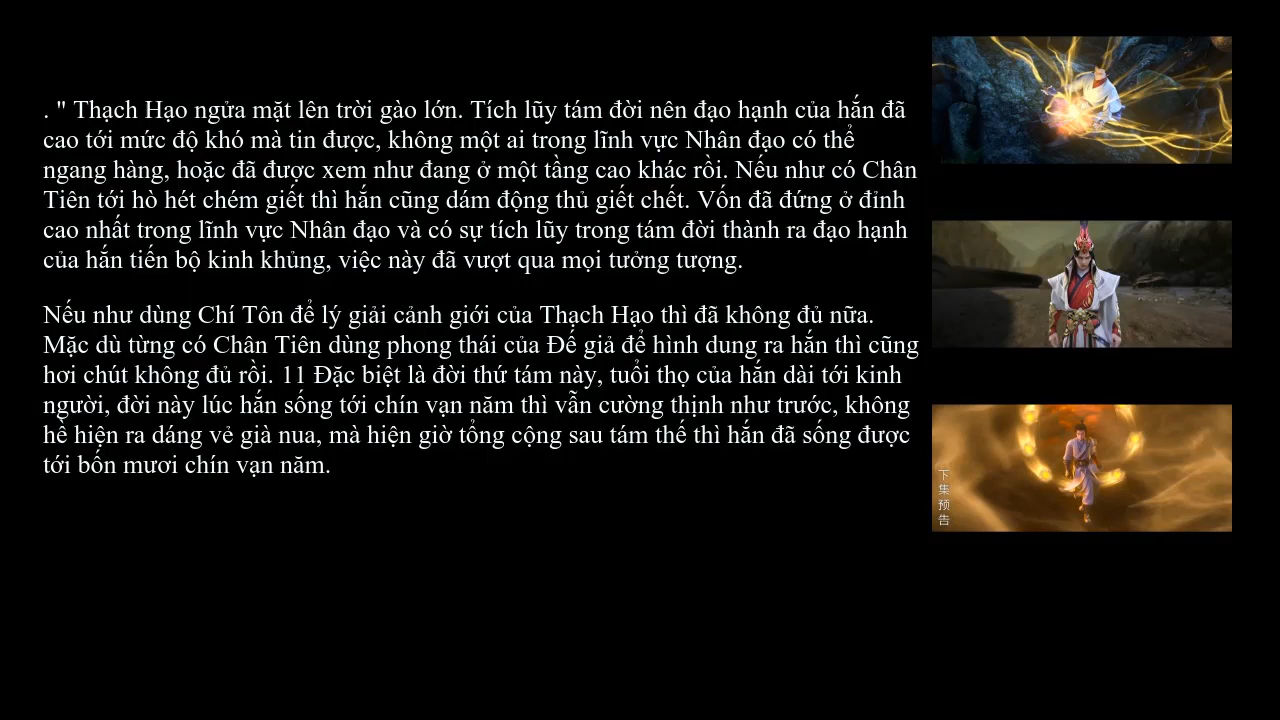 . " Thạch Hạo ngửa mặt lên trời gào lớn. Tích lũy tám đời nên đạo hạnh của hắn đã
cao tới mức độ khó mà tin được, không một ai trong lĩnh vực Nhân đạo có thể
ngang hàng, hoặc đã được xem như đang ở một tầng cao khác rồi. Nếu như có Chân
Tiên tới hò hét chém giết thì hắn cũng dám động thủ giết chết. Vốn đã đứng ở đỉnh
cao nhất trong lĩnh vực Nhân đạo và có sự tích lũy trong tám đời thành ra đạo hạnh
của hắn tiến bộ kinh khủng, việc này đã vượt qua mọi tưởng tượng.
Nếu như dùng Chí Tôn để lý giải cảnh giới của Thạch Hạo thì đã không đủ nữa.
Mặc dù từng có Chân Tiên dùng phong thái của Đế giả để hình dung ra hắn thì cũng
hơi chút không đủ rồi. 11 Đặc biệt là đời thứ tám này, tuổi thọ của hắn dài tới kinh
người, đời này lúc hắn sống tới chín vạn năm thì vẫn cường thịnh như trước, không
hề hiện ra dáng vẻ già nua, mà hiện giờ tổng cộng sau tám thế thì hắn đã sống được
tới bốn mươi chín vạn năm.
下集预告